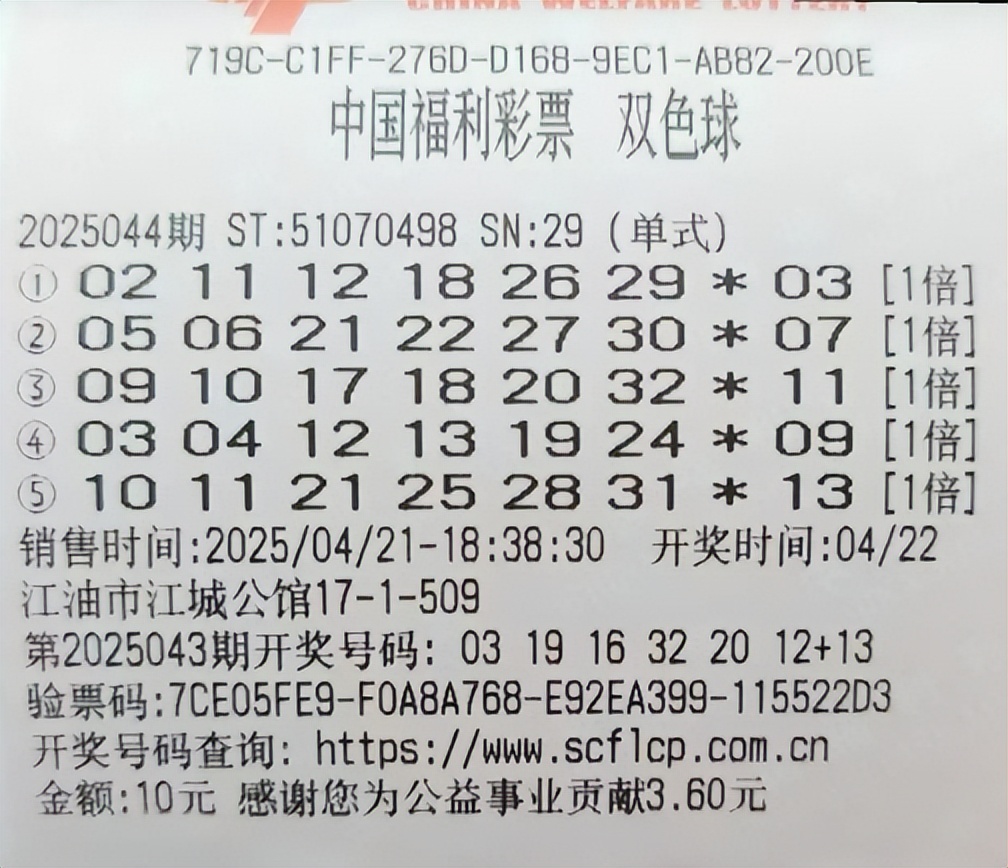 CHINA WELFARE LOTTERY
719C-C1FF-276D-D168-9EC1-AB82-200E
中国福利彩票 双色球
2025044期 ST:51070498 SN:29 (单式)
① 02 11 12 18 26 29 * 03 [1倍]
② 05 06 21 22 27 30 * 07 [1倍]
③ 09 10 17 18 20 32 * 11 [1倍]
④ 03 04 12 13 19 24 * 09 [1倍]
⑤ 10 11 21 25 28 31 * 13 [1倍]
销售时间:2025/04/21-18:38:30 开奖时间:04/22
江油市江城公馆17-1-509
第2025043期开奖号码: 03 19 16 32 20 12+13
验票码:7CE05FE9-F0A8A768-E92EA399-115522D3
开奖号码查询: https://www.scflcp.com.cn
金额:10元 感谢您为公益事业贡献3.60元